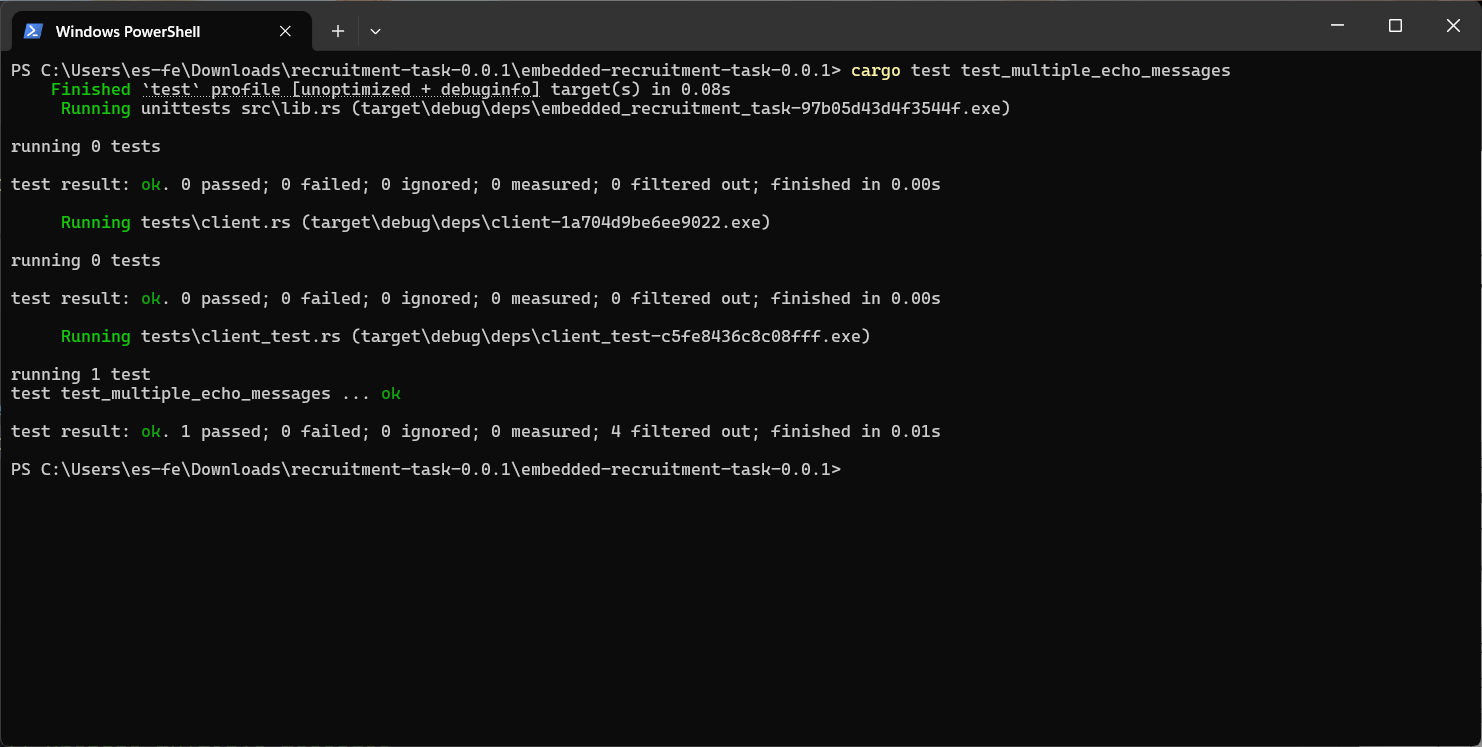 Windows PowerShell
PS C:\Users\es-fe\Downloads\recruitment-task-0.0.1\embedded-recruitment-task-0.0.1> cargo test test_multiple_echo_messages
Finished `test` profile [unoptimized + debuginfo] target(s) in 0.08s
Running unittests src\lib.rs (target\debug\deps\embedded_recruitment_task-97b05d43d4f3544f.exe)
running 0 tests
test result: ok. 0 passed; 0 failed; 0 ignored; 0 measured; 0 filtered out; finished in 0.00s
Running tests\client.rs (target\debug\deps\client-1a704d9be6ee9022.exe)
running 0 tests
test result: ok. 0 passed; 0 failed; 0 ignored; 0 measured; 0 filtered out; finished in 0.00s
Running tests\client_test.rs (target\debug\deps\client_test-c5fe8436c8c08fff.exe)
running 1 test
test test_multiple_echo_messages ... ok
test result: ok. 1 passed; 0 failed; 0 ignored; 0 measured; 4 filtered out; finished in 0.01s
PS C:\Users\es-fe\Downloads\recruitment-task-0.0.1\embedded-recruitment-task-0.0.1>